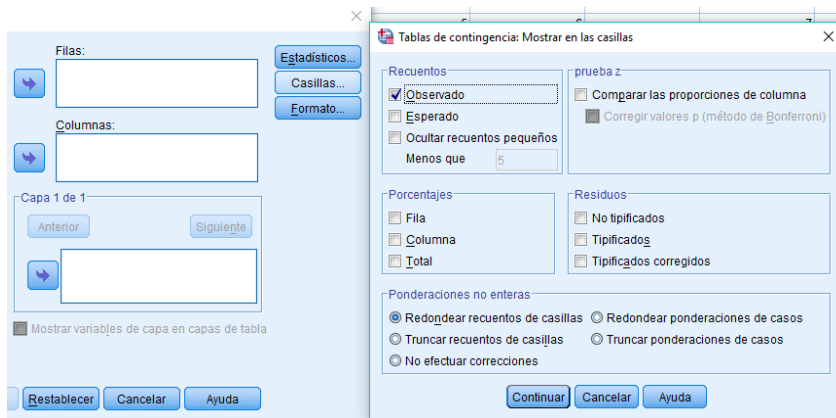 Filas:
Estadísticos...
Casillas...
Formato...
Columnas:
Capa 1 de 1
Anterior
Siguiente
Mostrar variables de capa en capas de tabla
Restablecer
Cancelar
Ayuda
Tablas de contingencia: Mostrar en las casillas
Recuentos
Observado
Esperado
Ocultar recuentos pequeños
Menos que 5
prueba z
Comparar las proporciones de columna
Corregir valores p (método de Bonferroni)
Porcentajes
Fila
Columna
Total
Residuos
No tipificados
Tipificados
Tipificados corregidos
Ponderaciones no enteras
Redondear recuentos de casillas
Redondear ponderaciones de casos
Truncar recuentos de casillas
Truncar ponderaciones de casos
No efectuar correcciones
Continuar
Cancelar
Ayuda